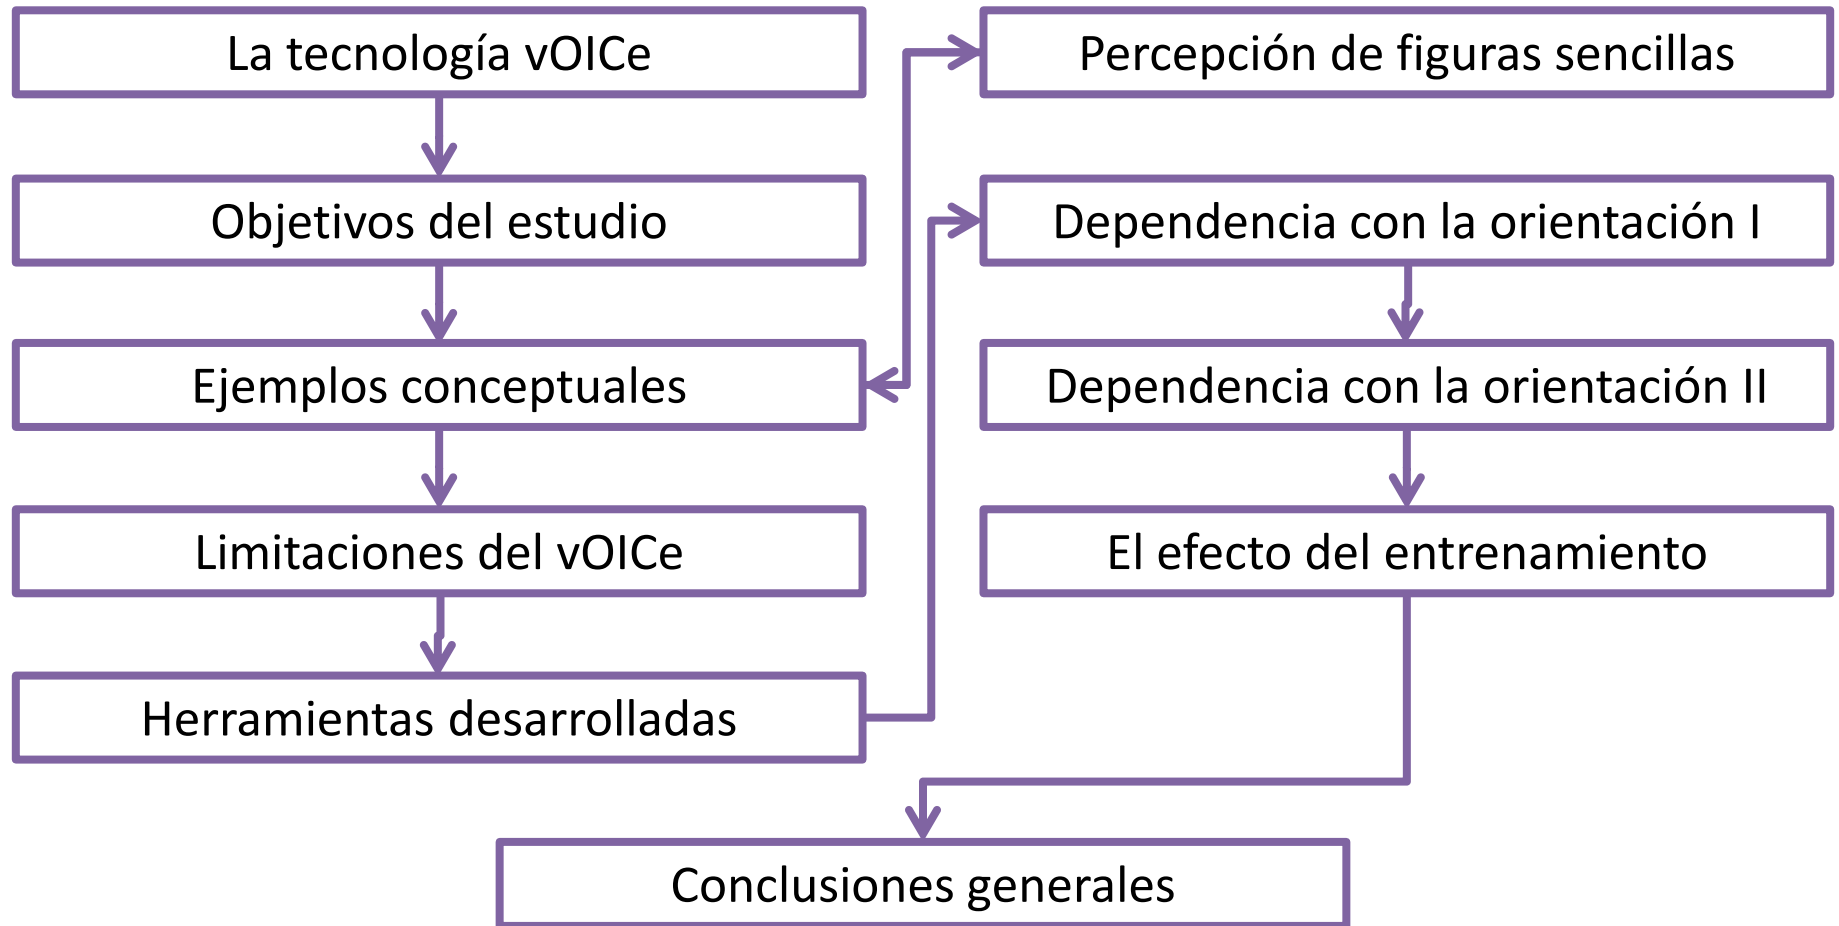 La tecnología vOICe
Objetivos del estudio
Ejemplos conceptuales
Limitaciones del vOICe
Herramientas desarrolladas
Percepción de figuras sencillas
Dependencia con la orientación I
Dependencia con la orientación II
El efecto del entrenamiento
Conclusiones generales